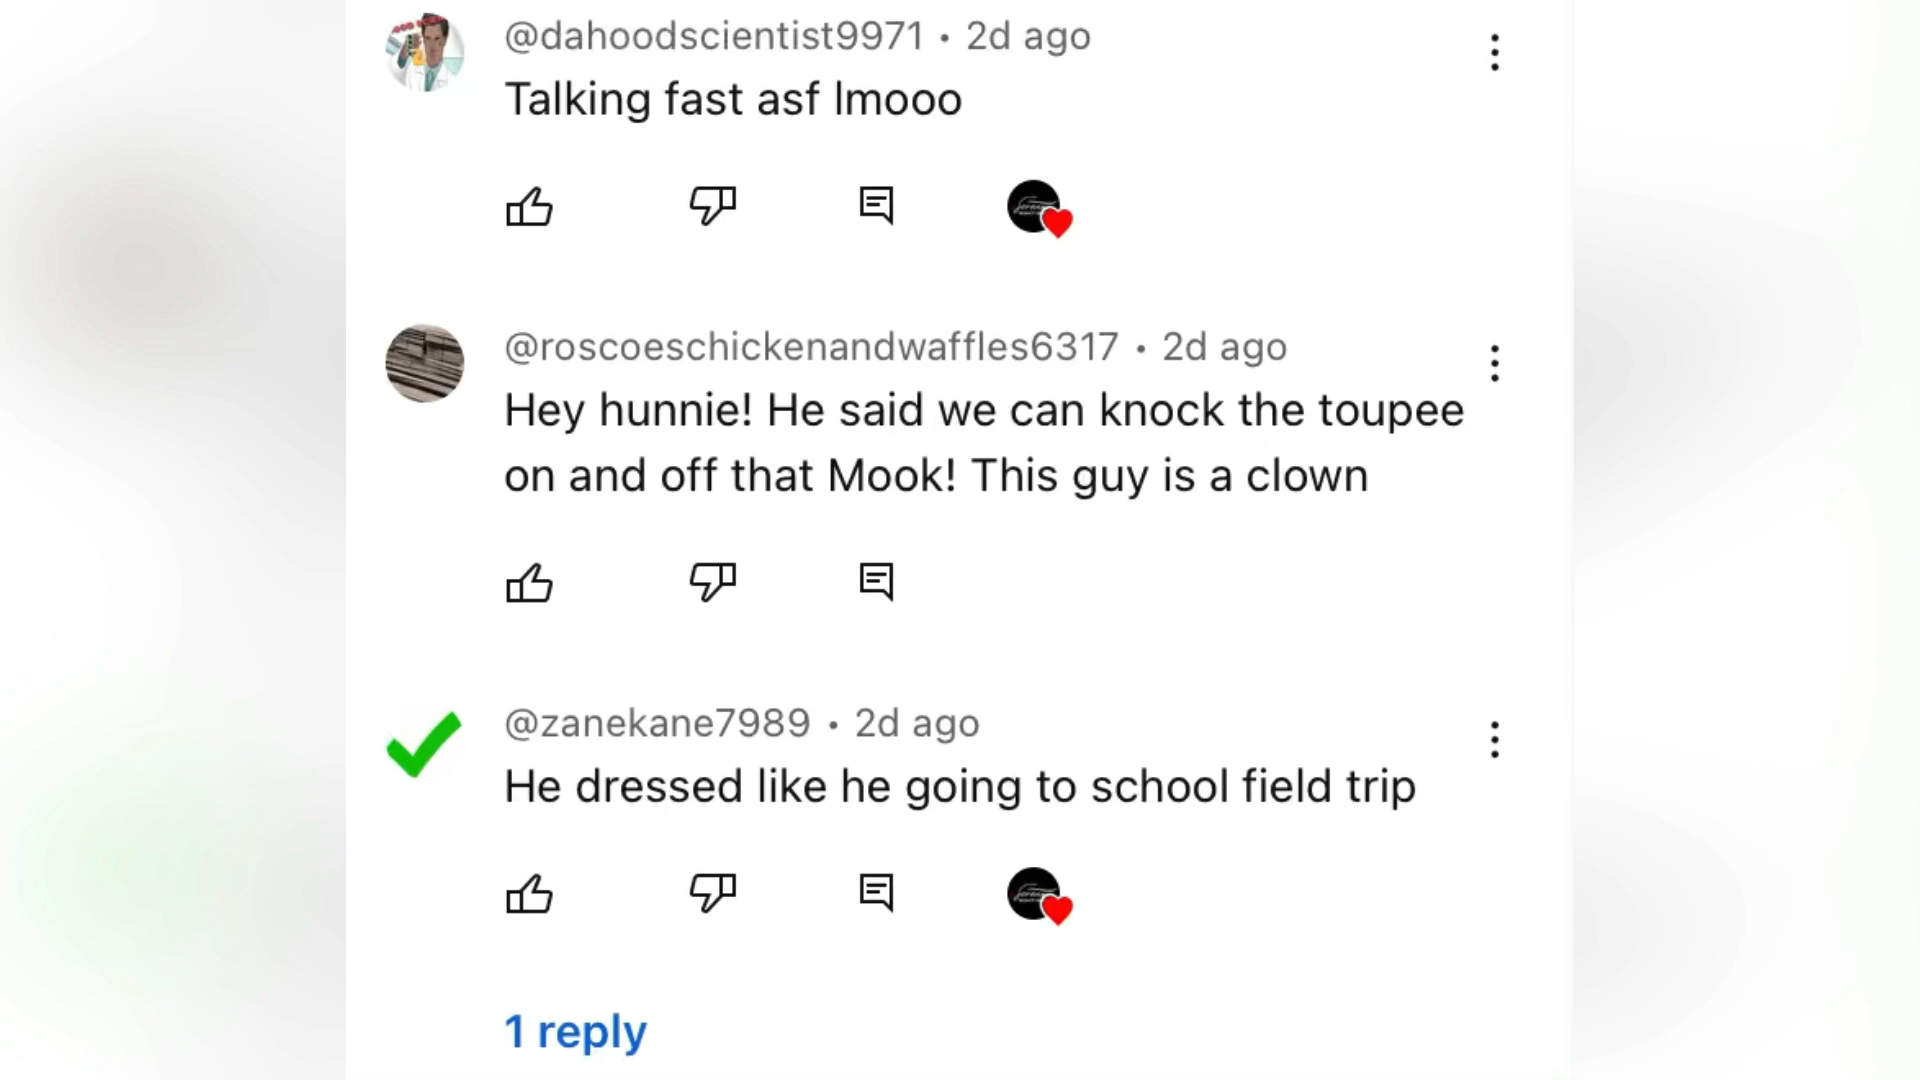 @dahoodscientist9971 • 2d ago
Talking fast asf lmooo
@roscoeschickenandwaffles6317 • 2d ago
Hey hunnie! He said we can knock the toupee
on and off that Mook! This guy is a clown
@zanekane7989 • 2d ago
He dressed like he going to school field trip
1 reply